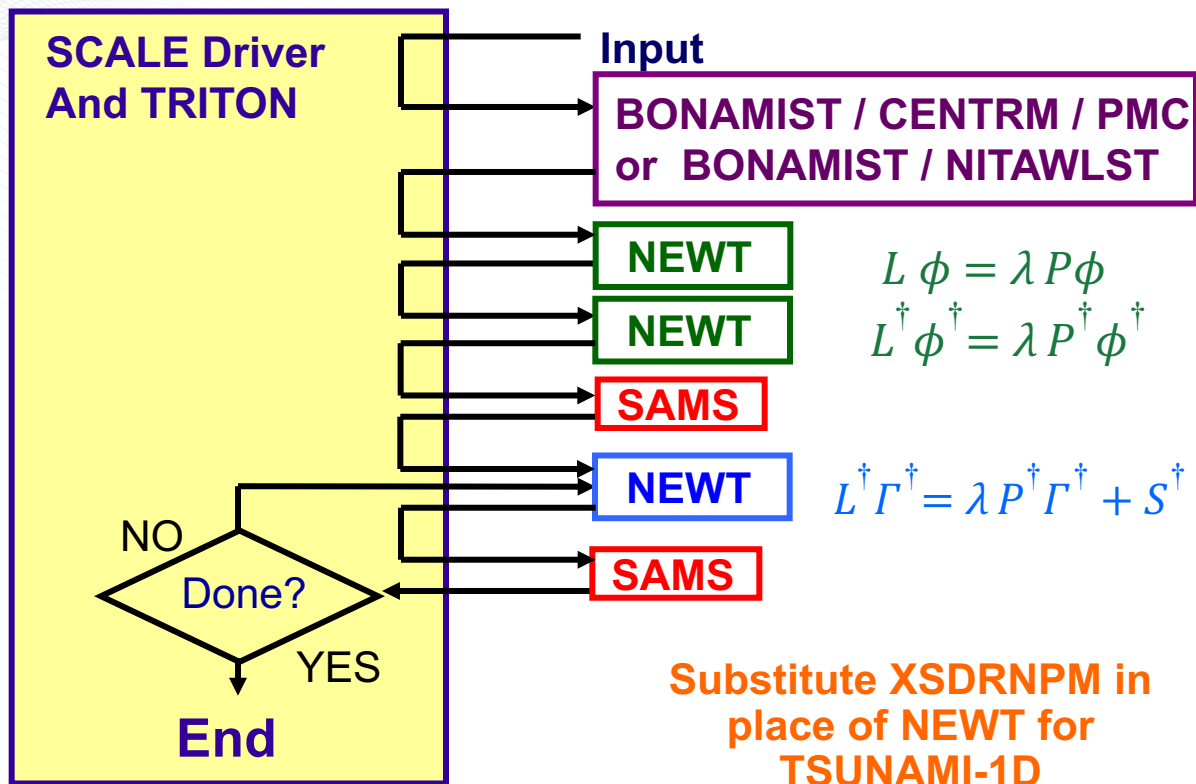 SCALE Driver
And TRITON
Input
BONAMIST / CENTRM / PMC
or BONAMIST / NITAWLST
NEWT
L ϕ = λ P ϕ
NEWT
L† ϕ† = λ P† ϕ†
SAMS
NEWT
L† Γ† = λ P† Γ† + S†
SAMS
NO
Done?
YES
End
Substitute XSDRNPM in
place of NEWT for
TSUNAMI-1D